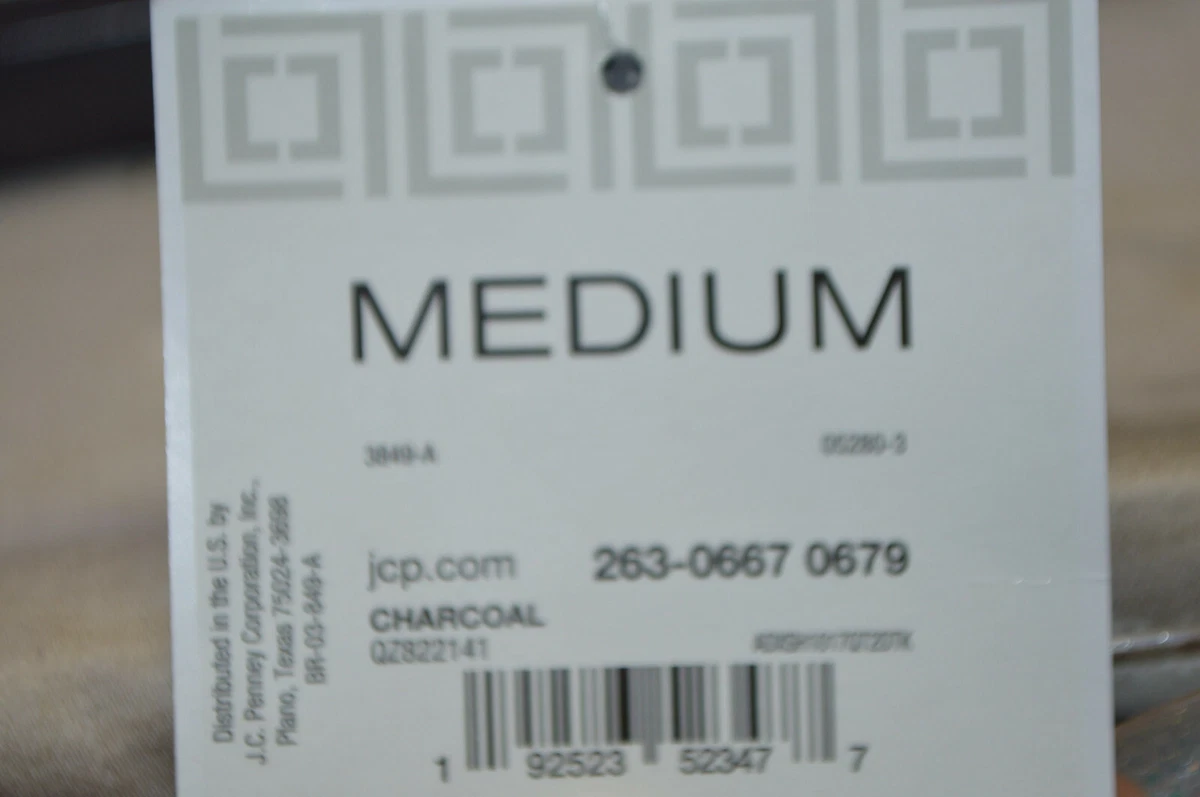 MEDIUM
3849-A 05280-3
jcp.com 263-0667 0679
CHARCOAL
QZ822141
1 92523 52347 7
Distributed in the U.S. by
J.C. Penney Corporation, Inc.,
Plano, Texas 75024-3698
BR-03-849-A